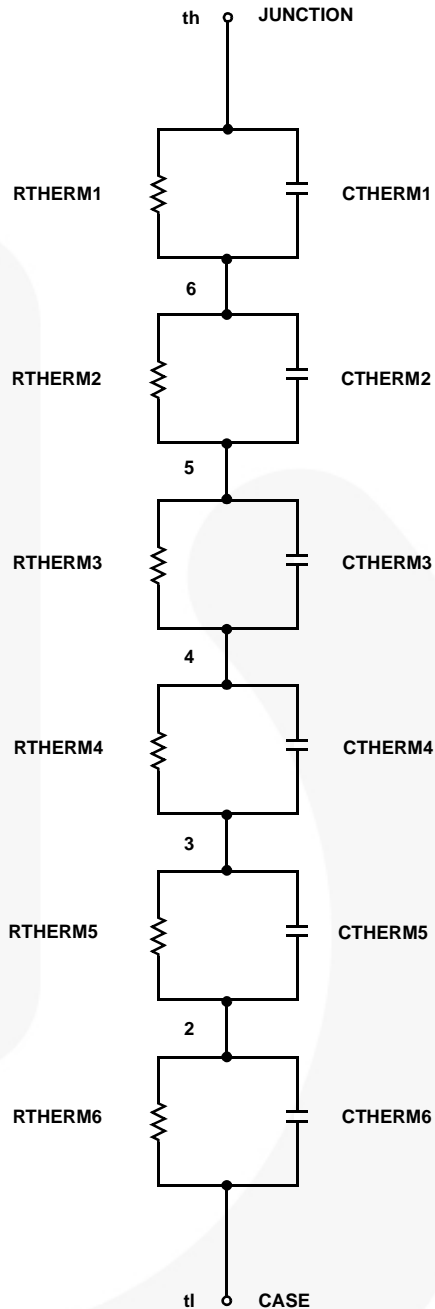 th JUNCTION
RTHERM1 CTHERM1
6
RTHERM2 CTHERM2
5
RTHERM3 CTHERM3
4
RTHERM4 CTHERM4
3
RTHERM5 CTHERM5
2
RTHERM6 CTHERM6
tl CASE